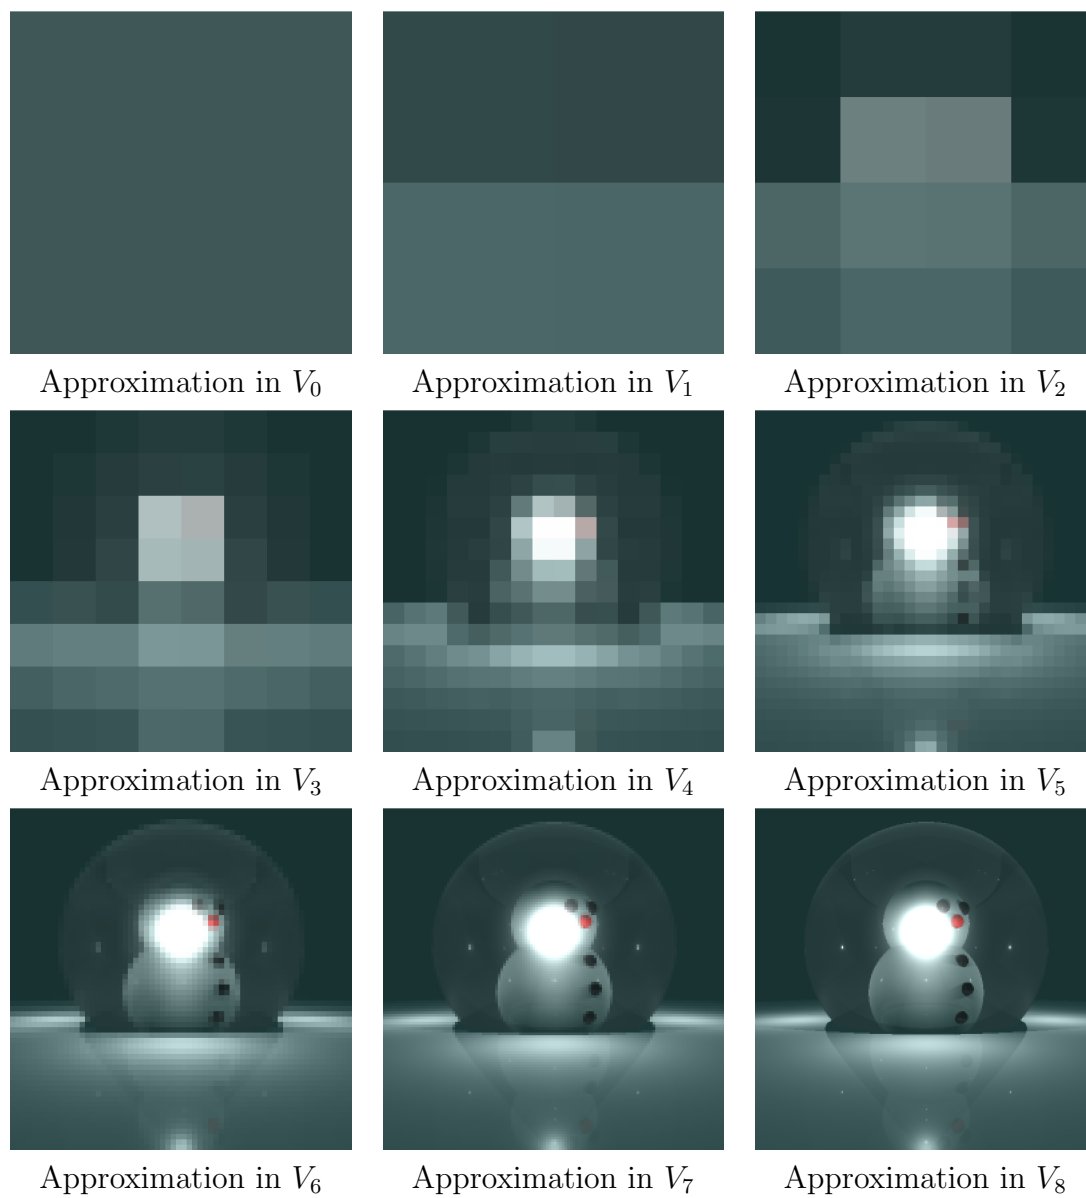 Approximation in V₀
Approximation in V₁
Approximation in V₂
Approximation in V₃
Approximation in V₄
Approximation in V₅
Approximation in V₆
Approximation in V₇
Approximation in V₈